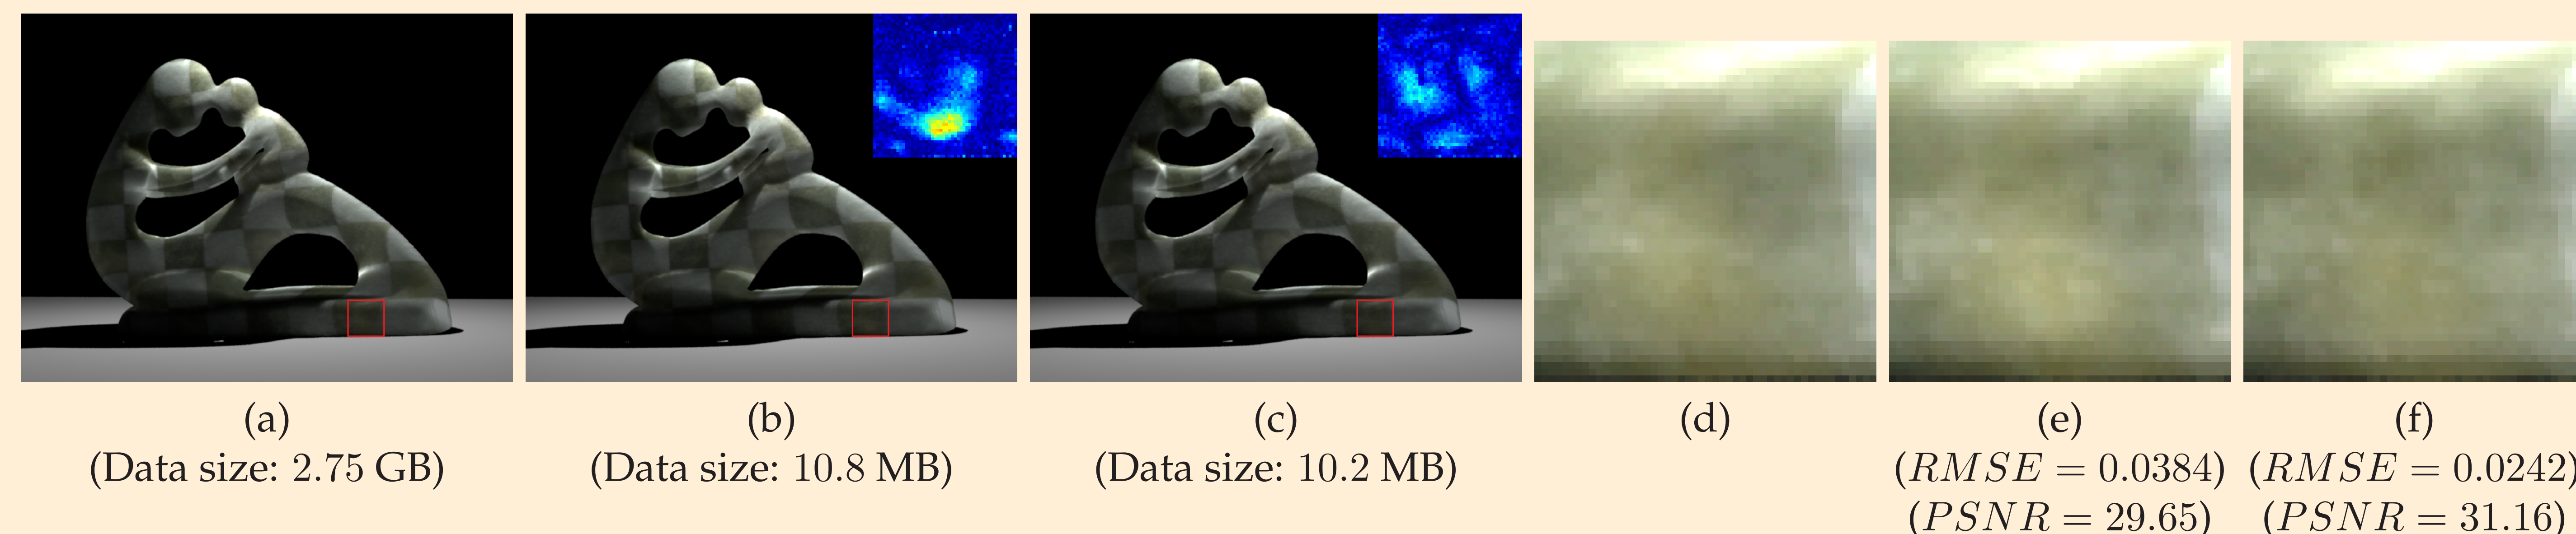 (a) (b) (c) (d) (e) (f)
(Data size: 2.75 GB) (Data size: 10.8 MB) (Data size: 10.2 MB) (RMSE = 0.0384) (RMSE = 0.0242)
(PSNR = 29.65) (PSNR = 31.16)